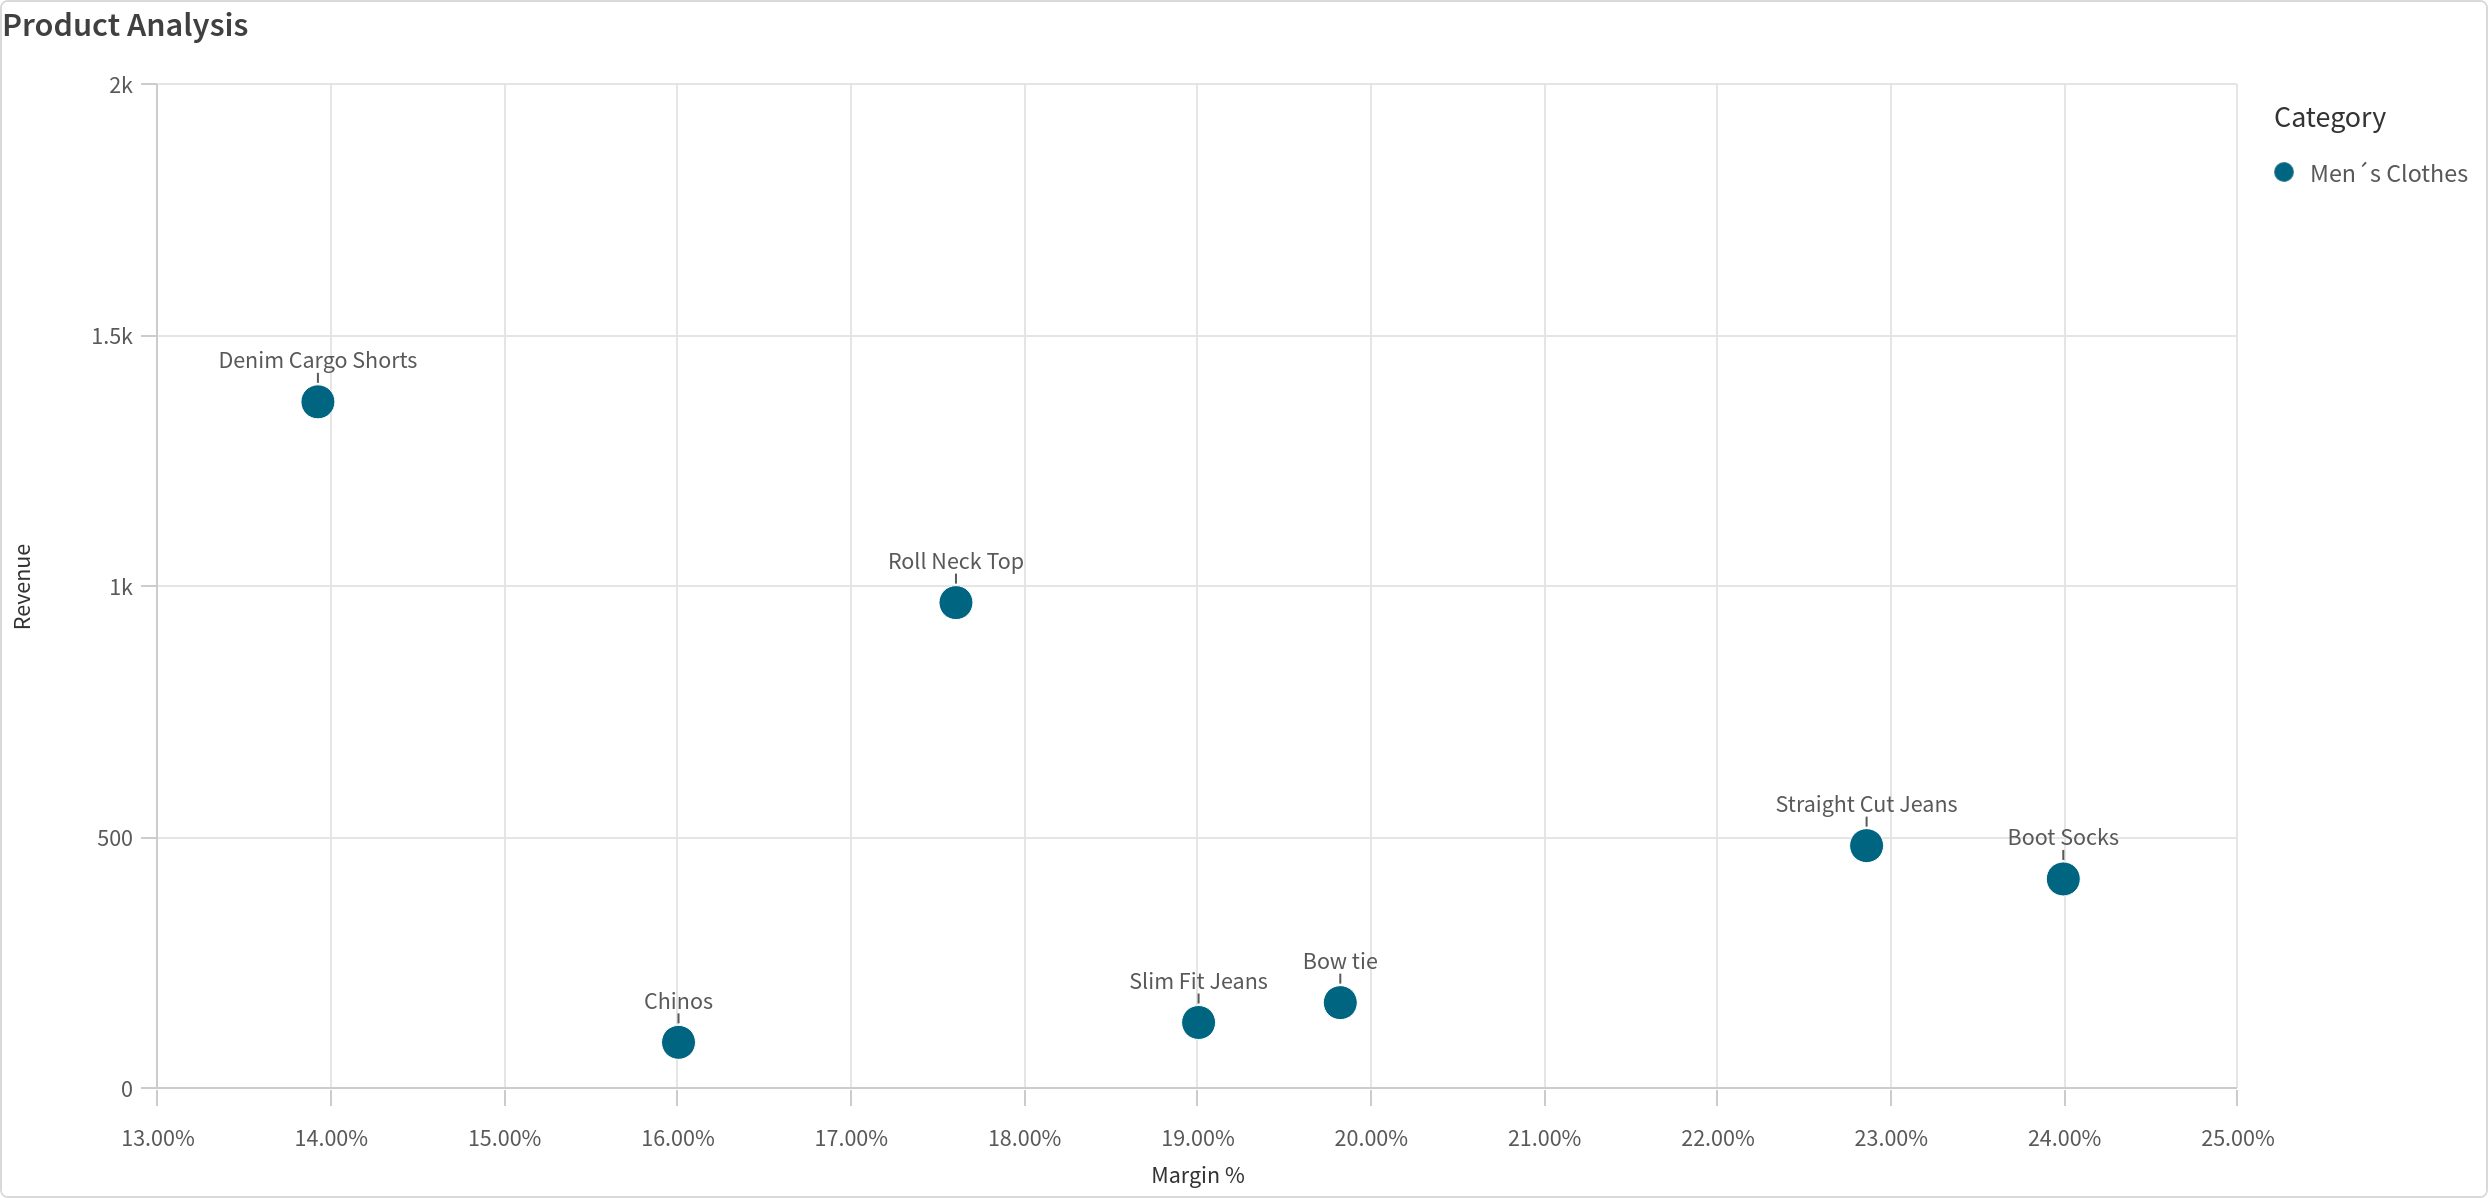 Product Analysis
2k
1.5k
1k
500
0
Revenue
Denim Cargo Shorts
Roll Neck Top
Straight Cut Jeans
Boot Socks
Bow tie
Slim Fit Jeans
Chinos
13.00% 14.00% 15.00% 16.00% 17.00% 18.00% 19.00% 20.00% 21.00% 22.00% 23.00% 24.00% 25.00%
Margin %
Category
Men´s Clothes